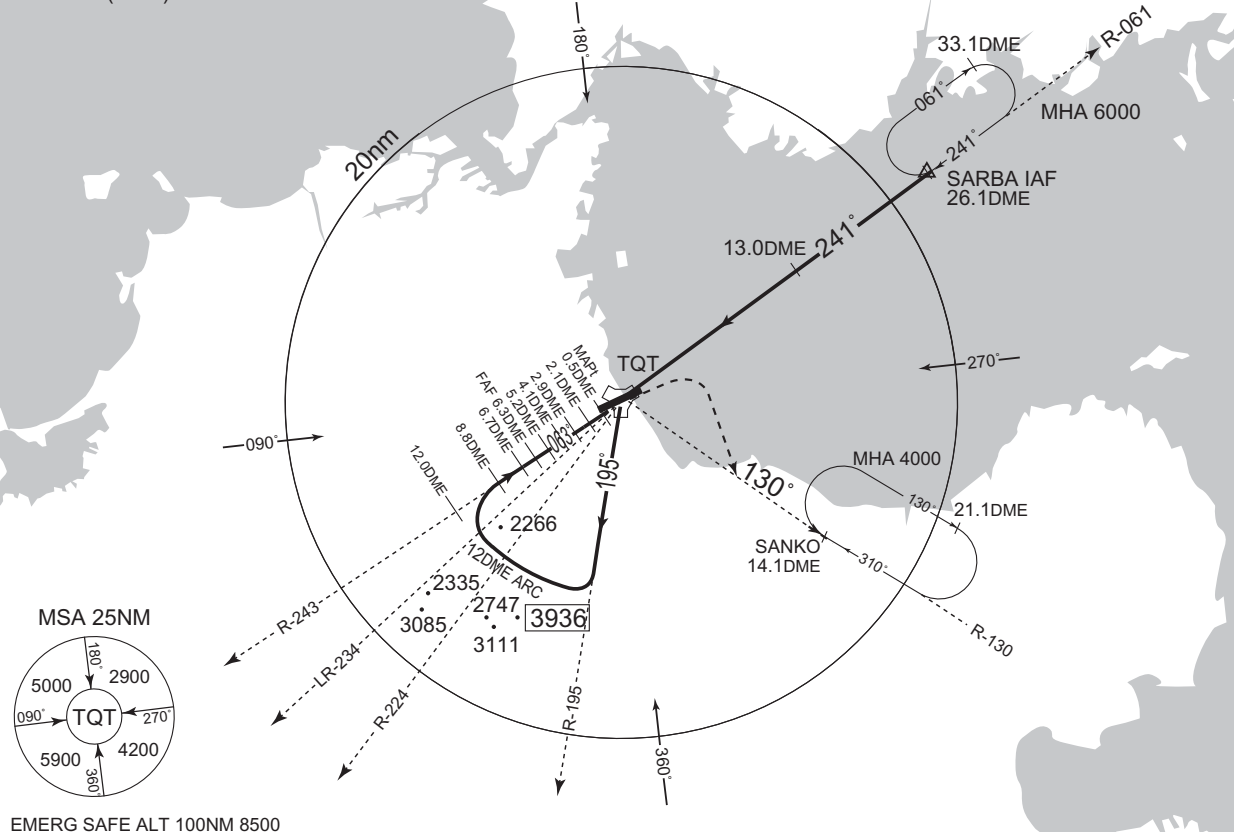 180°
33.1DME
R-061
061°
MHA 6000
20nm
241°
SARBA IAF
26.1DME
13.0DME
241°
TQT
270°
MAPt
0.5DME
2.1DME
2.9DME
4.1DME
5.2DME
FAF 6.3DME
6.7DME
8.8DME
12.0DME
063°
090°
195°
130°
MHA 4000
130°
21.1DME
SANKO
14.1DME
310°
2266
12DME ARC
2335
3085
2747
3936
3111
R-243
LR-234
R-224
R-195
R-130
360°
MSA 25NM
180°
5000
2900
090°
TQT
270°
5900
4200
360°
EMERG SAFE ALT 100NM 8500